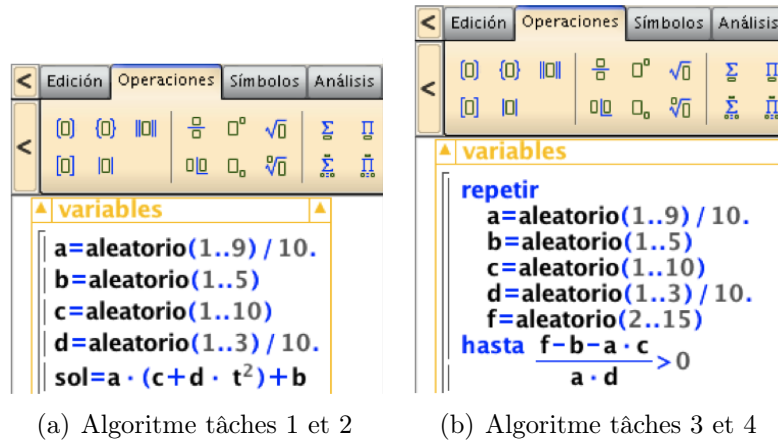 Edición Operaciones Símbolos Análisis
variables
a=aleatorio(1..9) / 10.
b=aleatorio(1..5)
c=aleatorio(1..10)
d=aleatorio(1..3) / 10.
sol=a · (c+d · t²)+b
(a) Algoritme tâches 1 et 2
Edición Operaciones Símbolos Análisis
variables
repetir
a=aleatorio(1..9) / 10.
b=aleatorio(1..5)
c=aleatorio(1..10)
d=aleatorio(1..3) / 10.
f=aleatorio(2..15)
hasta (f−b−a · c)/(a · d) >0
(b) Algoritme tâches 3 et 4